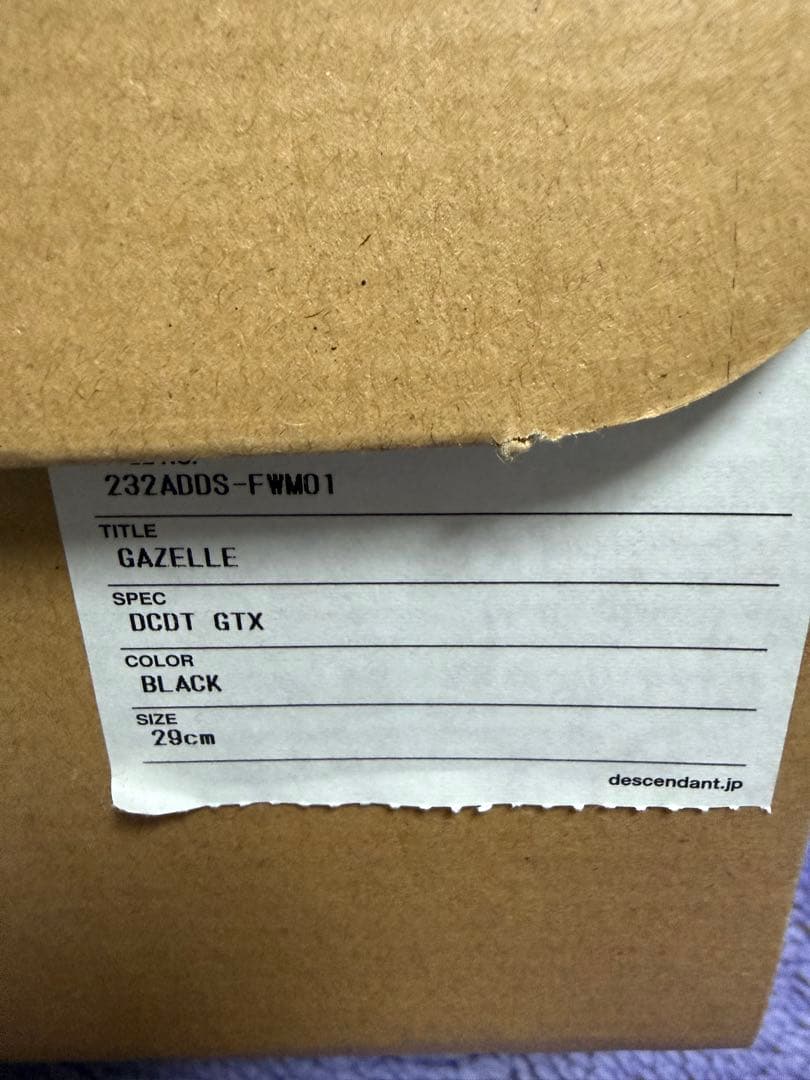 232ADDS-FWM01
TITLE
GAZELLE
SPEC
DCDT GTX
COLOR
BLACK
SIZE
29cm
descendant.jp